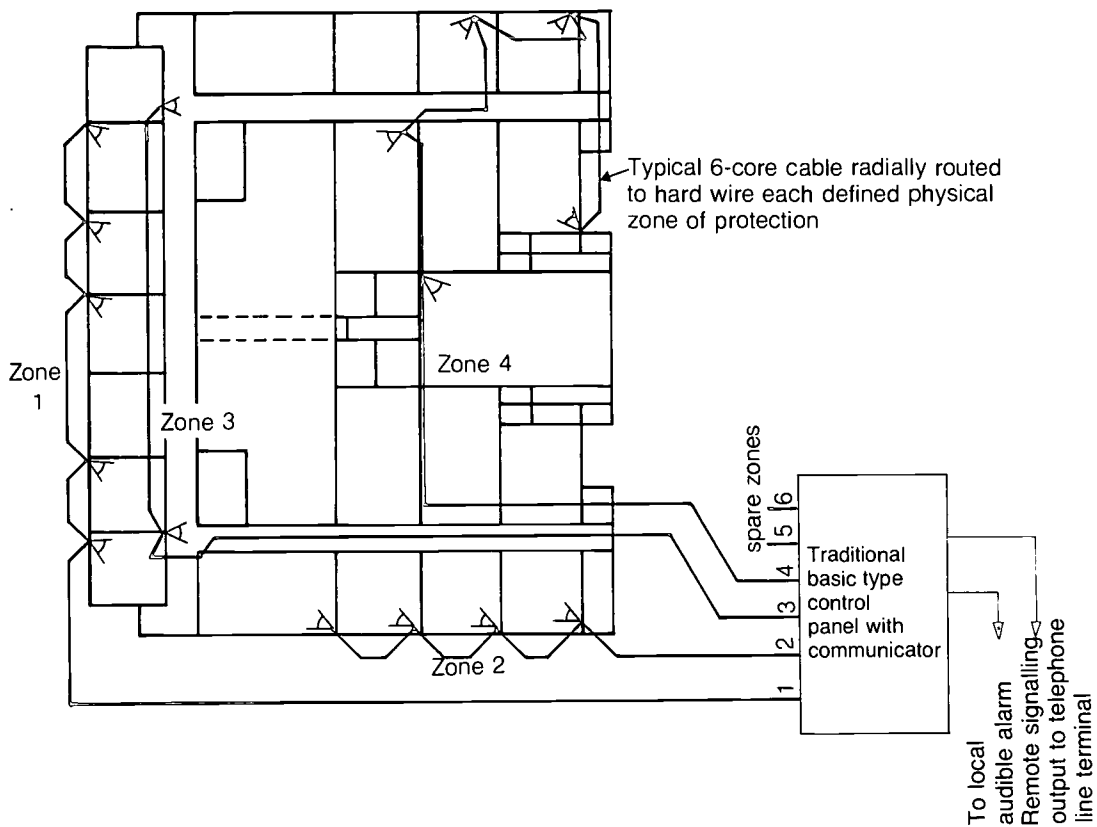 Typical 6-core cable radially routed
to hard wire each defined physical
zone of protection
Zone
1
Zone 3
Zone 4
Zone 2
spare zones
6
5
4
3
2
1
Traditional
basic type
control
panel with
communicator
To local
audible alarm
Remote signalling
output to telephone
line terminal